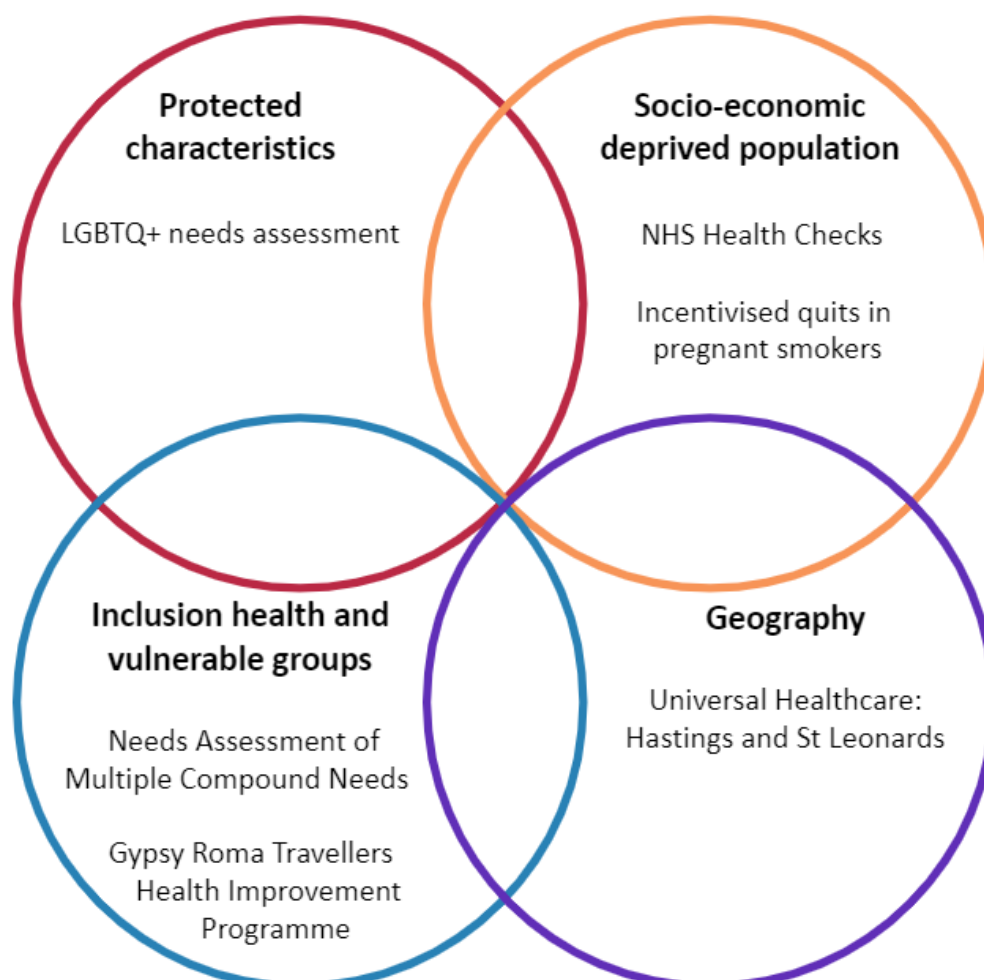 Protected
characteristics
LGBTQ+ needs assessment
Socio-economic
deprived population
NHS Health Checks
Incentivised quits in
pregnant smokers
Inclusion health and
vulnerable groups
Needs Assessment of
Multiple Compound Needs
Gypsy Roma Travellers
Health Improvement
Programme
Geography
Universal Healthcare:
Hastings and St Leonards